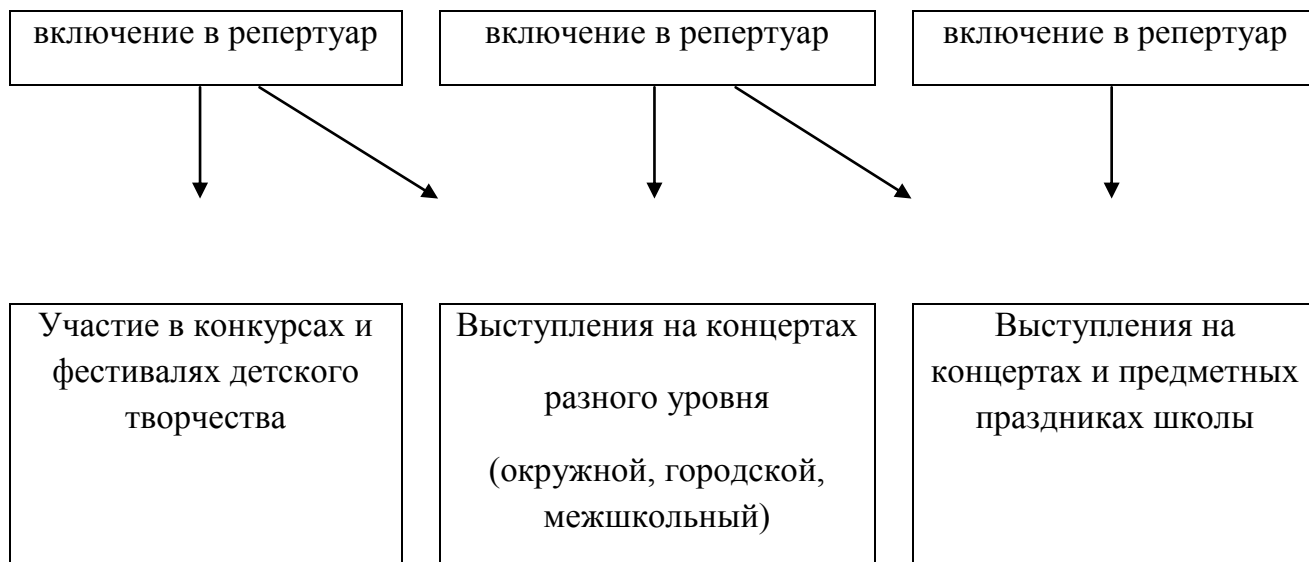 включение в репертуар
включение в репертуар
включение в репертуар
Участие в конкурсах и
фестивалях детского
творчества
Выступления на концертах
разного уровня
(окружной, городской,
межшкольный)
Выступления на
концертах и предметных
праздниках школы